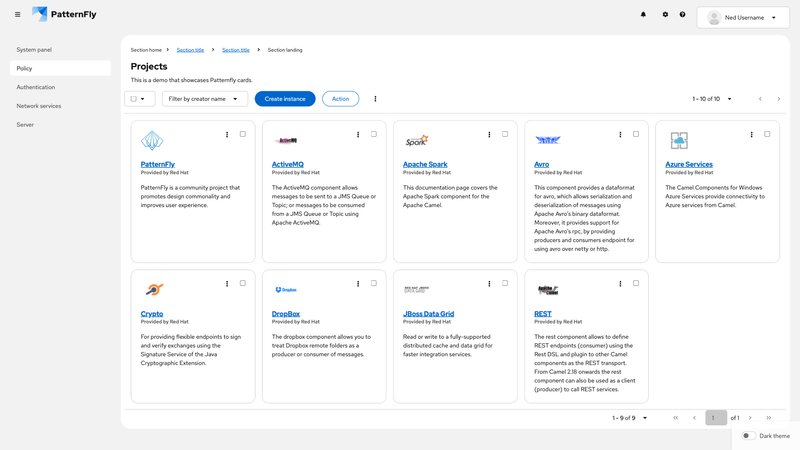 PatternFly
Ned Username
System panel
Policy
Authentication
Network services
Server
Section home
Section title
Section title
Section landing
Projects
This is a demo that showcases Patternfly cards.
Filter by creator name
Create instance
Action
1 - 10 of 10
PatternFly
Provided by Red Hat
PatternFly is a community project
that promotes design commonality and
improves user experience.
ActiveMQ
ActiveMQ
Provided by Red Hat
The ActiveMQ component allows
messages to be sent to a JMS Queue or
Topic; or messages to be consumed
from a JMS Queue or Topic using
Apache ActiveMQ.
Spark
Apache Spark
Provided by Red Hat
This documentation page covers the
Apache Spark component for the
Apache Camel.
Avro
Provided by Red Hat
This component provides a dataformat
for avro, which allows serialization and
deserialization of messages using
Apache Avro's binary dataformat.
Moreover, it provides support for
Apache Avro's rpc, by providing
producers and consumers endpoint for
using avro over netty or http.
Azure Services
Provided by Red Hat
The Camel Components for Windows
Azure Services provide connectivity to
Azure services from Camel.
Crypto
Provided by Red Hat
For providing flexible endpoints to sign
and verify exchanges using the
Signature Service of the Java
Cryptographic Extension.
Dropbox
DropBox
Provided by Red Hat
The dropbox component allows you to
treat Dropbox remote folders as a
producer or consumer of messages.
DATA GRID
JBoss Data Grid
Provided by Red Hat
Read or write to a fully-supported
distributed cache and data grid for
faster integration services.
Apache
Camel
REST
Provided by Red Hat
The rest component allows to define
REST endpoints (consumer) using the
Rest DSL and plugin to other Camel
components as the REST transport.
From Camel 2.18 onwards the rest
component can also be used as a client
(producer) to call REST services.
1 - 9 of 9
1
of 1
Dark theme